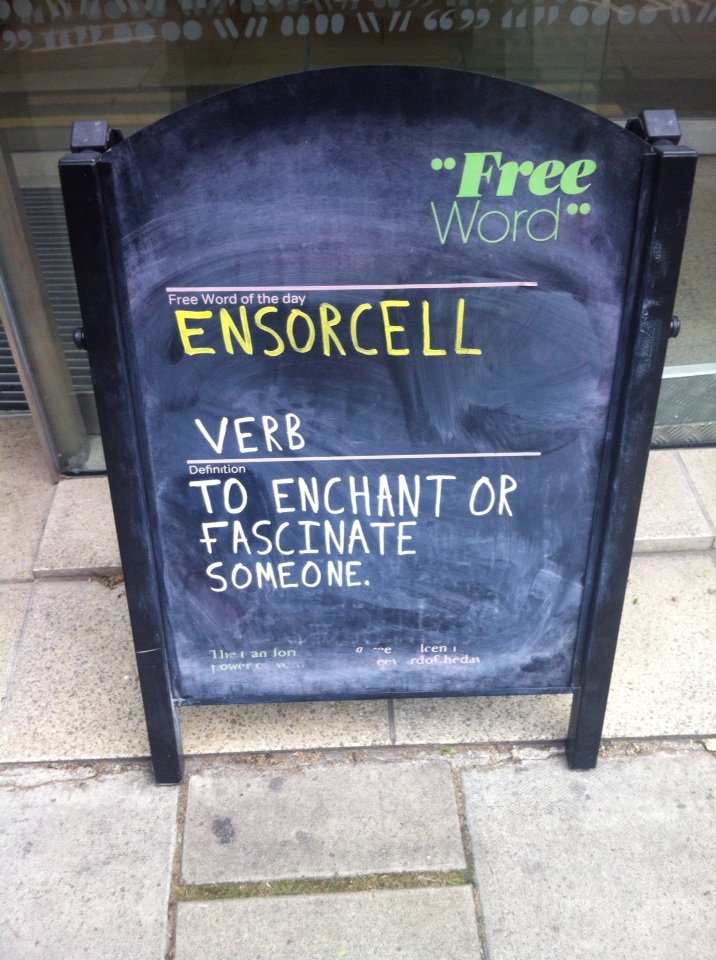 “Free
Word”
Free Word of the day
ENSORCELL
VERB
Definition
TO ENCHANT OR
FASCINATE
SOMEONE.